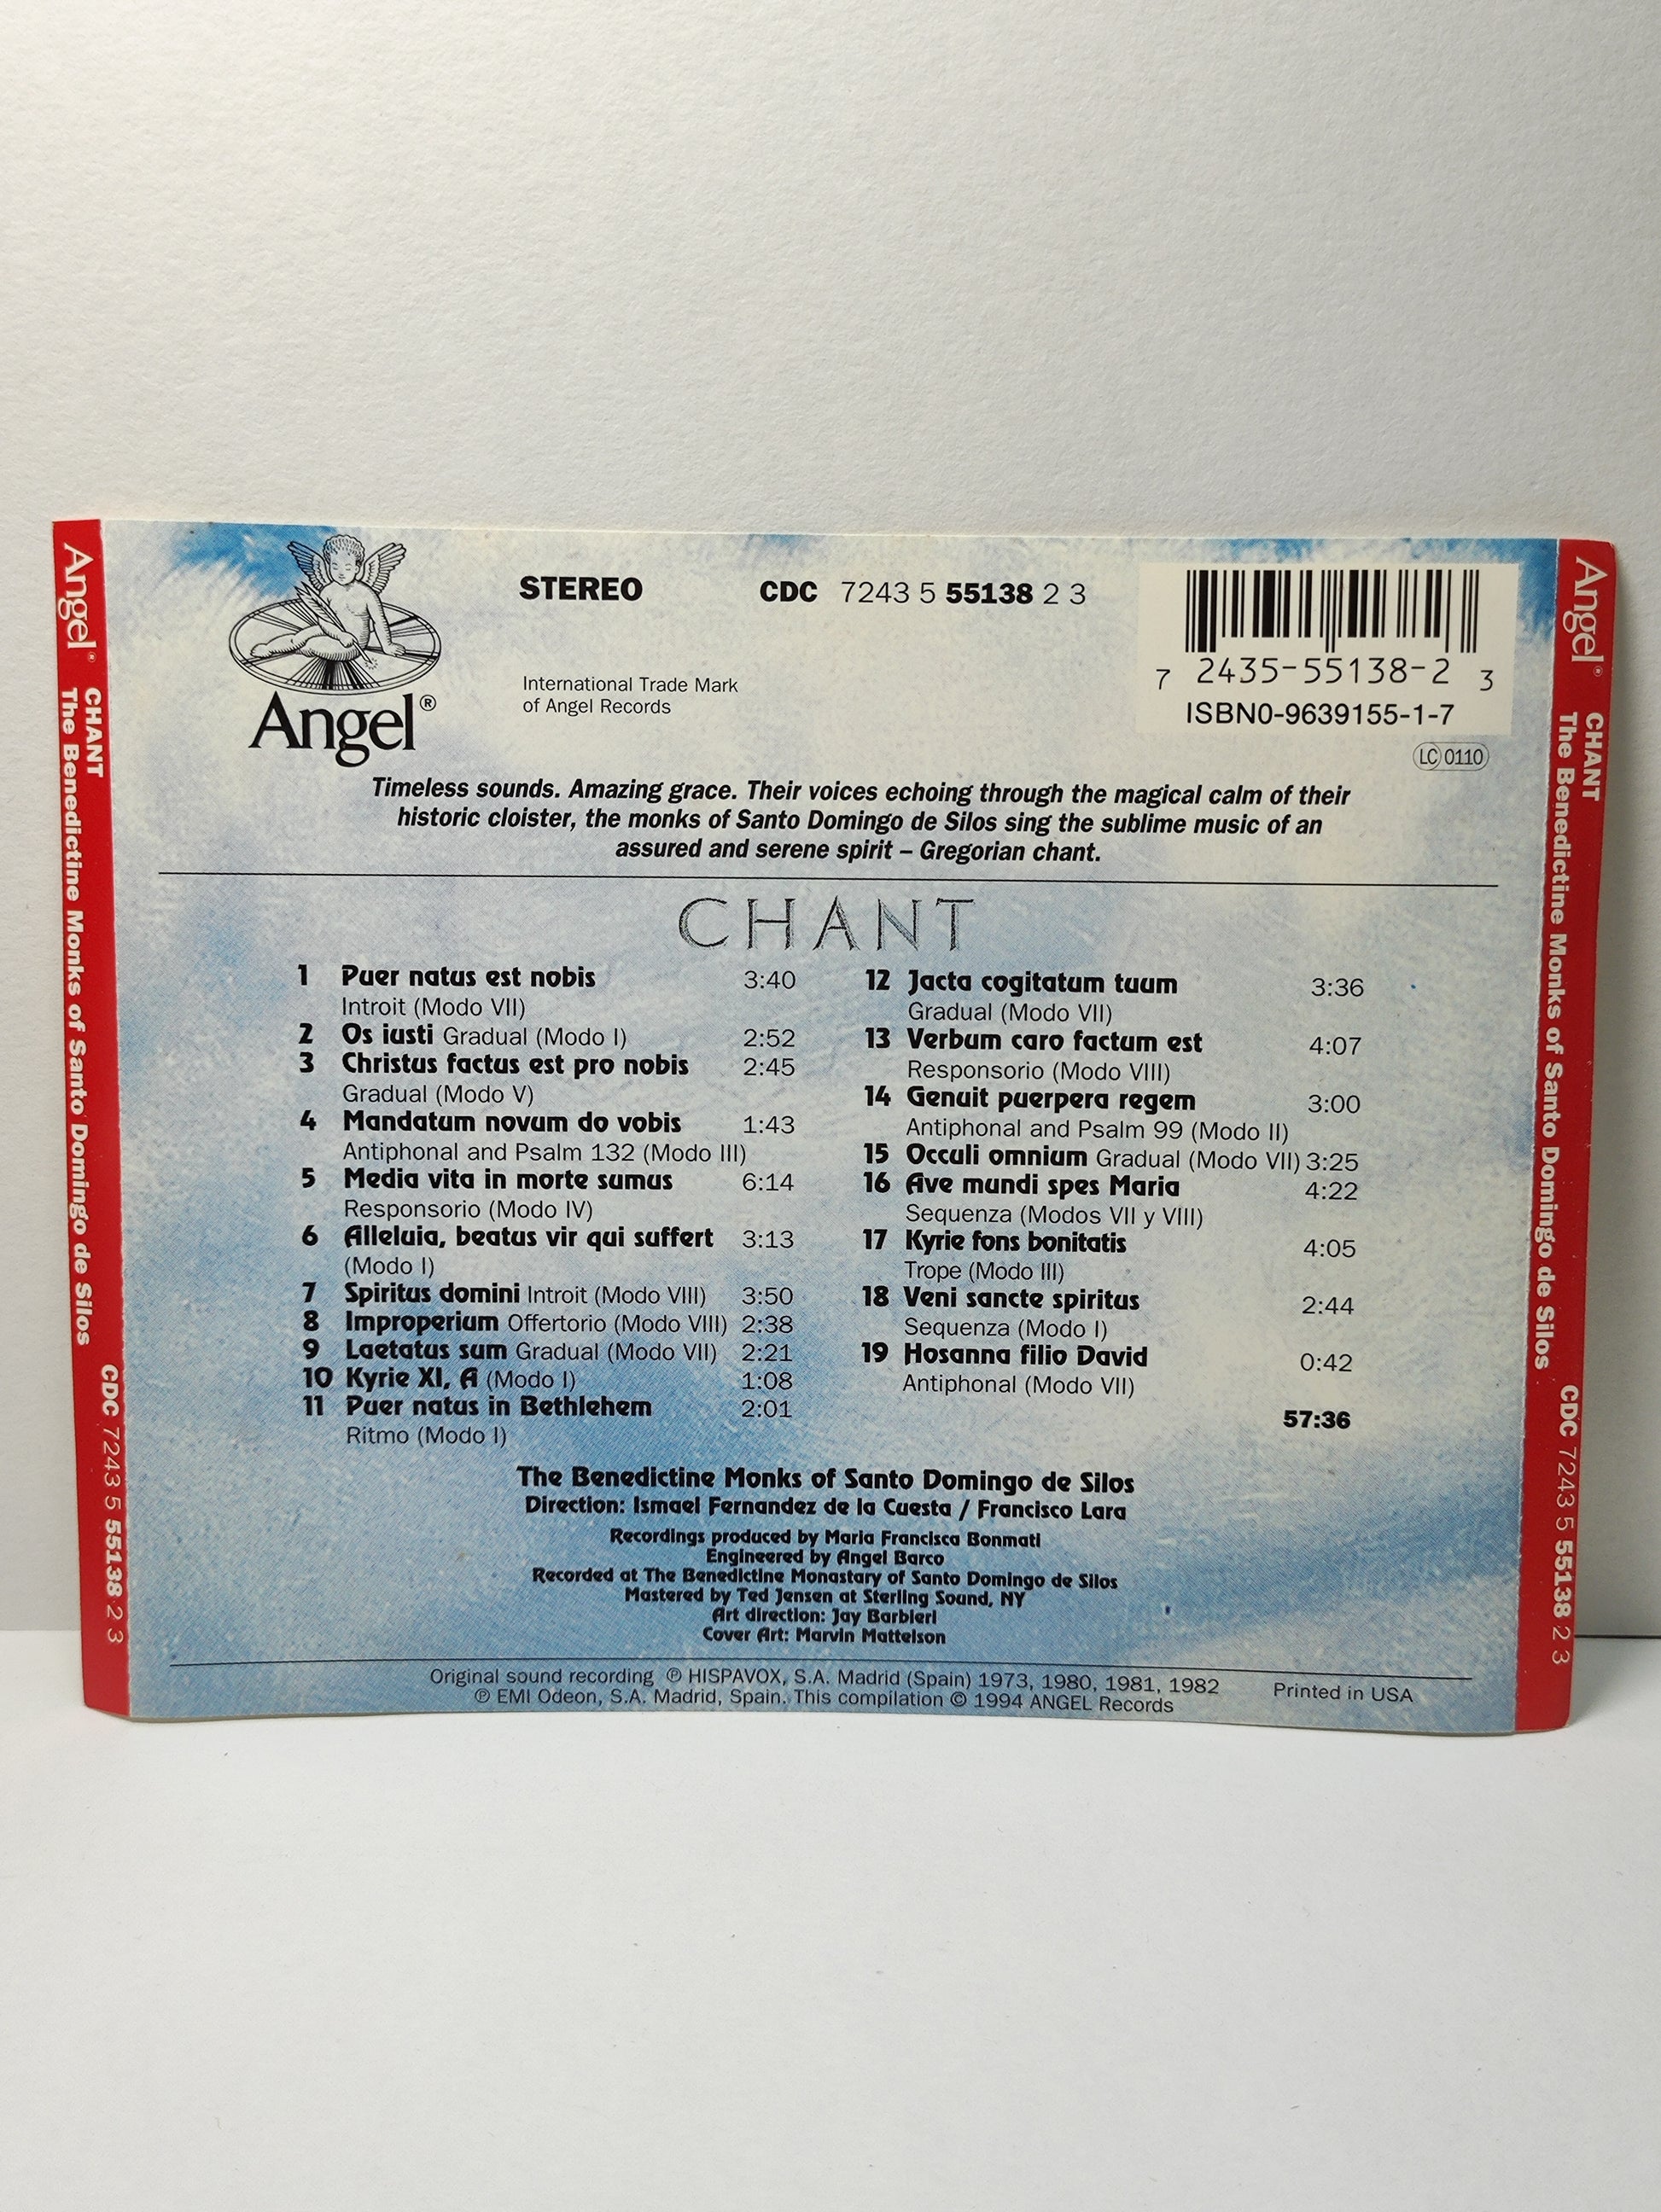 Angel®
CHANT
The Benedictine Monks of Santo Domingo de Silos
CDC 7243 5 55138 2 3
Angel®
STEREO
CDC 7243 5 55138 2 3
International Trade Mark
of Angel Records
7 2435-55138-2 3
ISBN0-9639155-1-7
LC 0110
Timeless sounds. Amazing grace. Their voices echoing through the magical calm of their
historic cloister, the monks of Santo Domingo de Silos sing the sublime music of an
assured and serene spirit – Gregorian chant.
CHANT
1 Puer natus est nobis 3:40
Introit (Modo VII)
2 Os iusti Gradual (Modo I) 2:52
3 Christus factus est pro nobis 2:45
Gradual (Modo V)
4 Mandatum novum do vobis 1:43
Antiphonal and Psalm 132 (Modo III)
5 Media vita in morte sumus 6:14
Responsorio (Modo IV)
6 Alleluia, beatus vir qui suffert 3:13
(Modo I)
7 Spiritus domini Introit (Modo VIII) 3:50
8 Improperium Offertorio (Modo VIII) 2:38
9 Laetatus sum Gradual (Modo VII) 2:21
10 Kyrie XI, A (Modo I) 1:08
11 Puer natus in Bethlehem 2:01
Ritmo (Modo I)
12 Jacta cogitatum tuum 3:36
Gradual (Modo VII)
13 Verbum caro factum est 4:07
Responsorio (Modo VIII)
14 Genuit puerpera regem 3:00
Antiphonal and Psalm 99 (Modo II)
15 Occuli omnium Gradual (Modo VII) 3:25
16 Ave mundi spes Maria 4:22
Sequenza (Modos VII y VIII)
17 Kyrie fons bonitatis 4:05
Trope (Modo III)
18 Veni sancte spiritus 2:44
Sequenza (Modo I)
19 Hosanna filio David 0:42
Antiphonal (Modo VII)
57:36
The Benedictine Monks of Santo Domingo de Silos
Direction: Ismael Fernandez de la Cuesta / Francisco Lara
Recordings produced by Maria Francisca Bonmati
Engineered by Angel Barco
Recorded at The Benedictine Monastary of Santo Domingo de Silos
Mastered by Ted Jensen at Sterling Sound, NY
Art direction: Jay Barbieri
Cover Art: Marvin Mattelson
Original sound recording ℗ HISPAVOX, S.A. Madrid (Spain) 1973, 1980, 1981, 1982
℗ EMI Odeon, S.A. Madrid, Spain. This compilation © 1994 ANGEL Records
Printed in USA
Angel®
CHANT
The Benedictine Monks of Santo Domingo de Silos
CDC 7243 5 55138 2 3